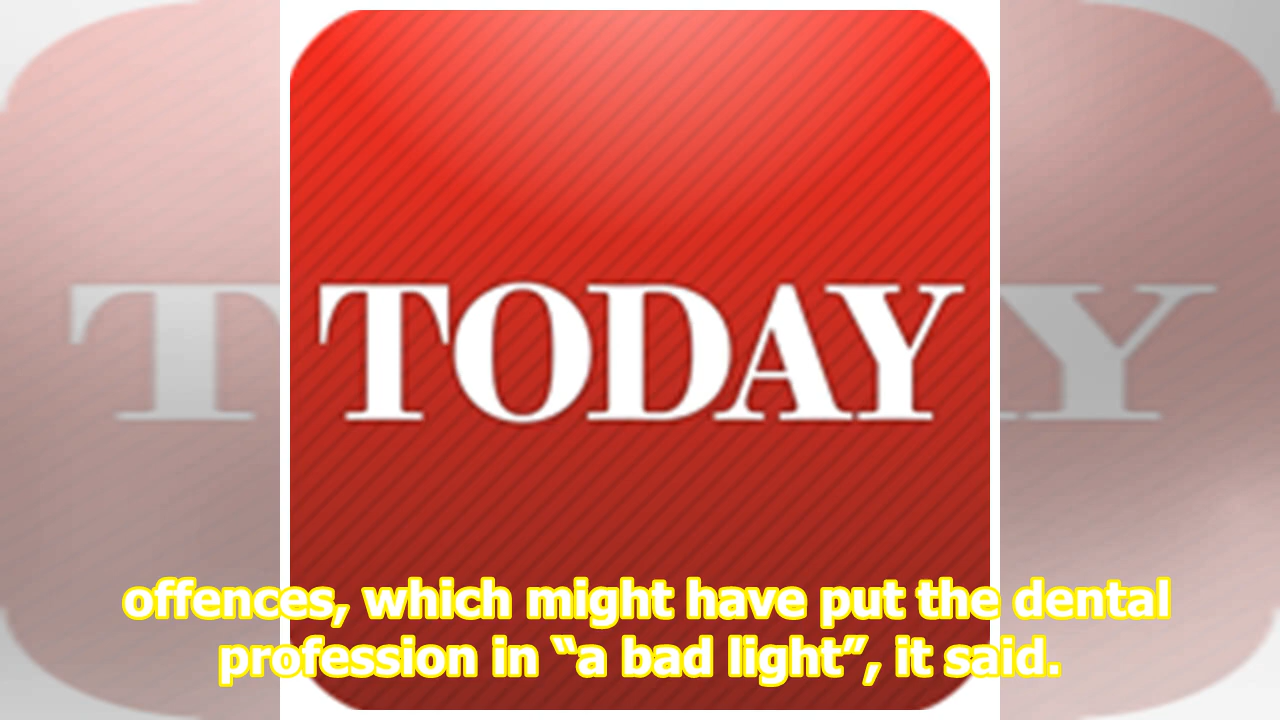 TODAY
offences, which might have put the dental
profession in “a bad light”, it said.